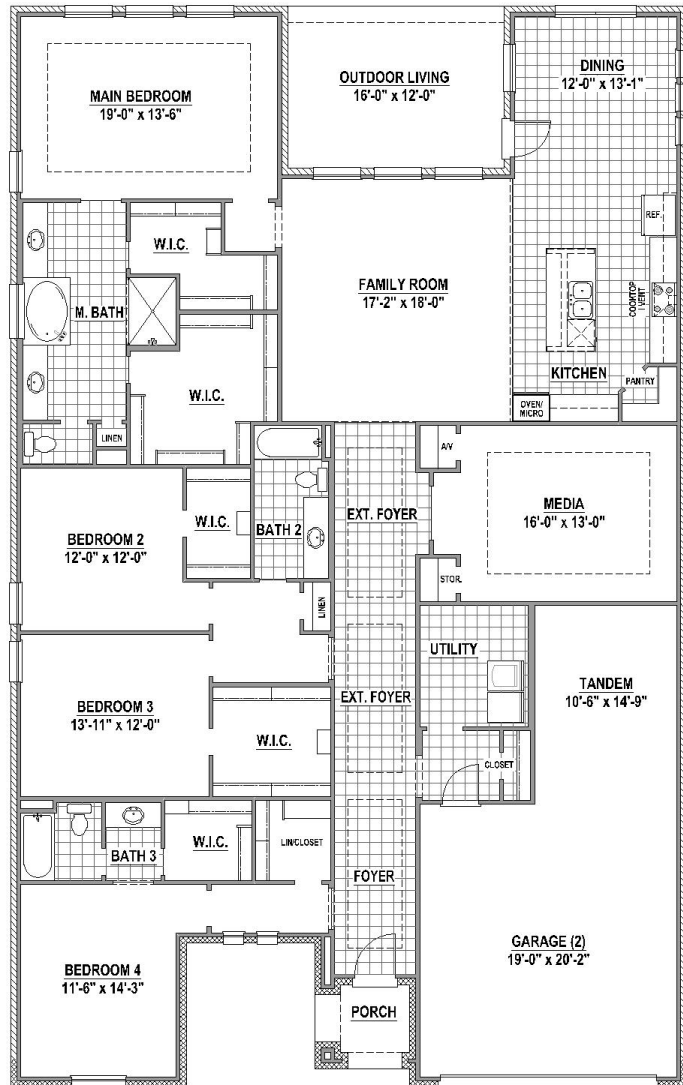 MAIN BEDROOM
19'-0" x 13'-6"
OUTDOOR LIVING
16'-0" x 12'-0"
DINING
12'-0" x 13'-1"
REF.
W.I.C.
M. BATH
FAMILY ROOM
17'-2" x 18'-0"
COOKTOP
/ VENT
KITCHEN
PANTRY
OVEN/
MICRO
W.I.C.
LINEN
A/V
BEDROOM 2
12'-0" x 12'-0"
W.I.C.
BATH 2
EXT. FOYER
MEDIA
16'-0" x 13'-0"
STOR.
LINEN
UTILITY
BEDROOM 3
13'-11" x 12'-0"
W.I.C.
EXT. FOYER
TANDEM
10'-6" x 14'-9"
CLOSET
BATH 3
W.I.C.
LIN/CLOSET
FOYER
BEDROOM 4
11'-6" x 14'-3"
PORCH
GARAGE (2)
19'-0" x 20'-2"